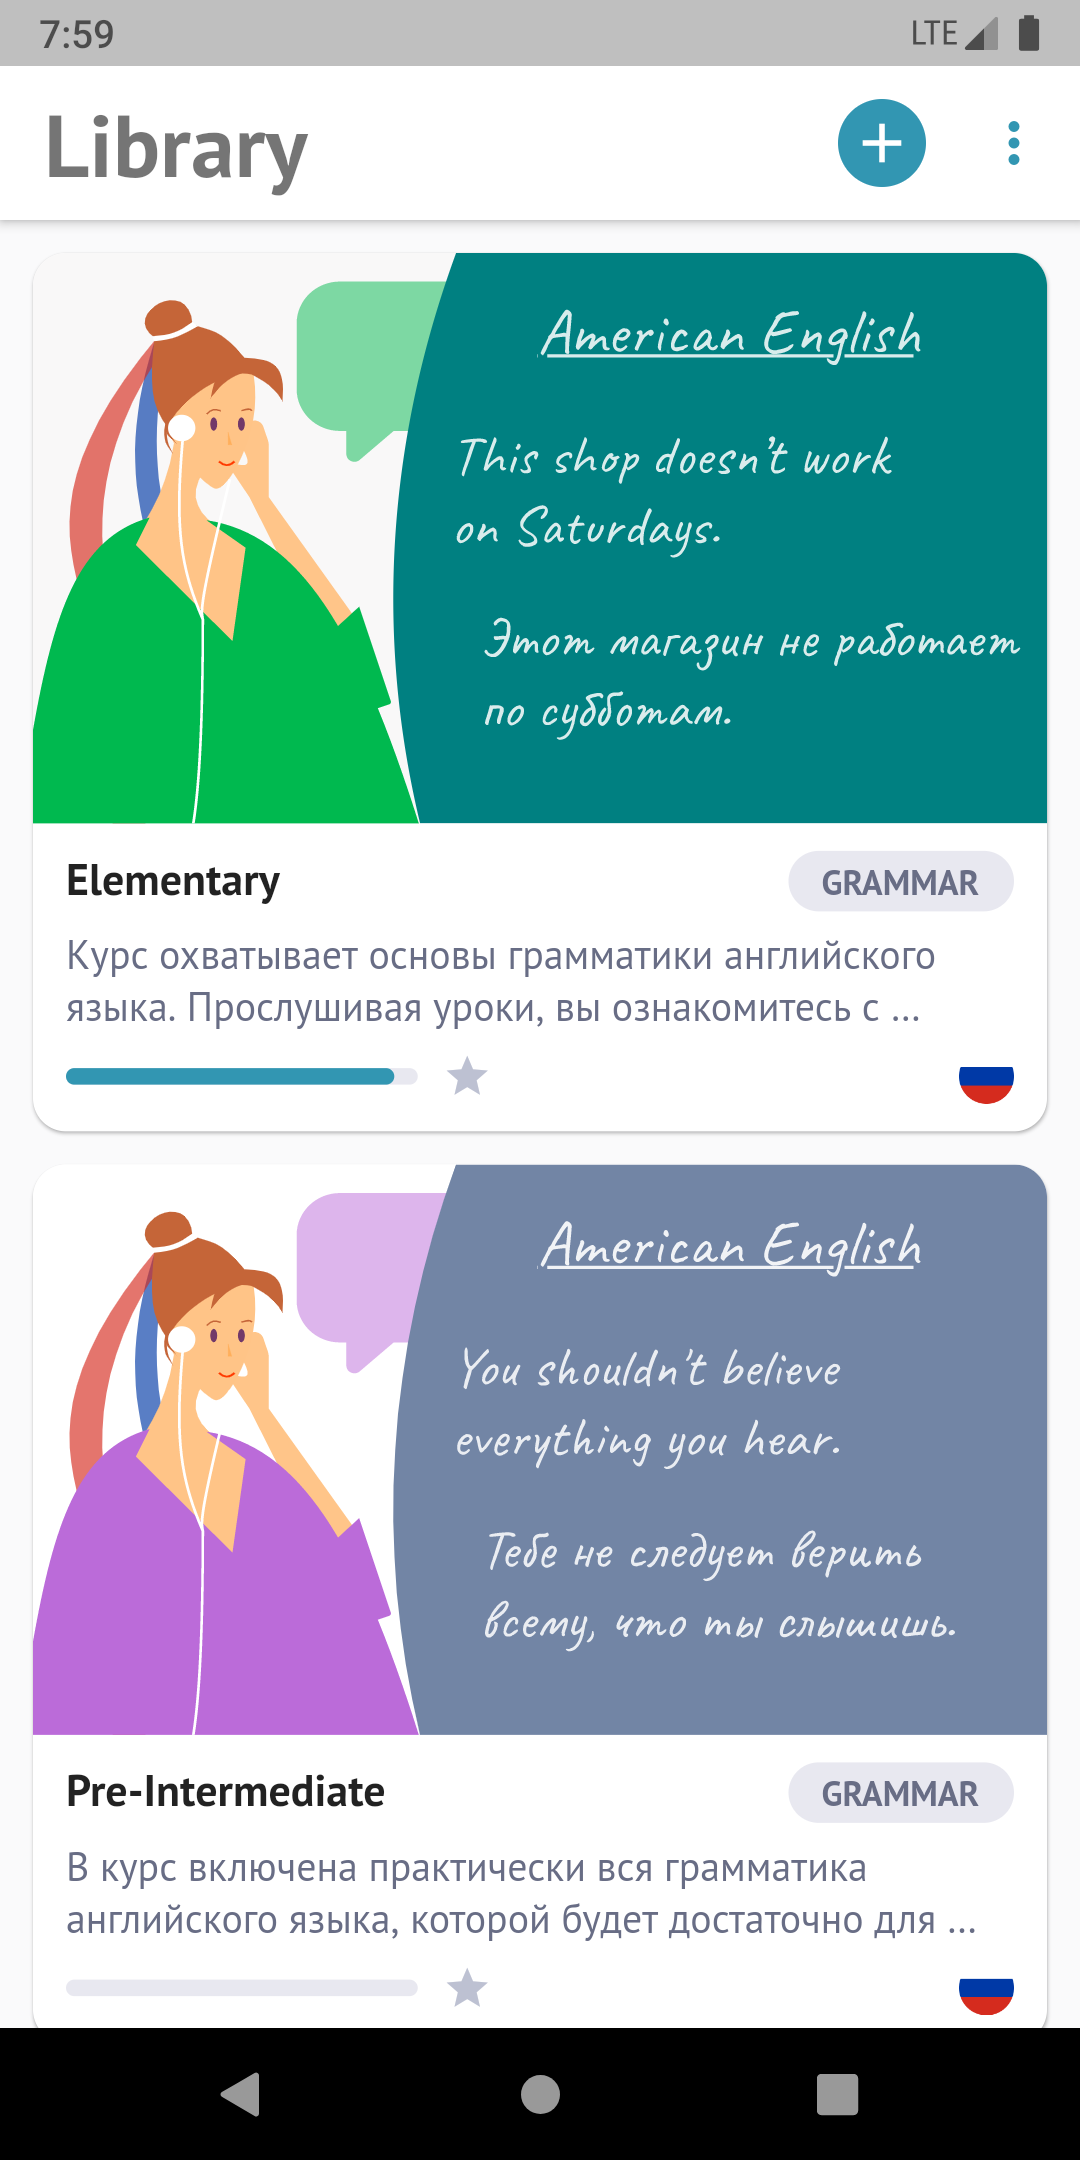 7:59
LTE
Library
American English
This shop doesn't work
on Saturdays.
Этот магазин не работает
по субботам.
Elementary
GRAMMAR
Курс охватывает основы грамматики английского
языка. Прослушивая уроки, вы ознакомитесь с ...
American English
You shouldn't believe
everything you hear.
Тебе не следует верить
всему, что ты слышишь.
Pre-Intermediate
GRAMMAR
В курс включена практически вся грамматика
английского языка, которой будет достаточно для ...